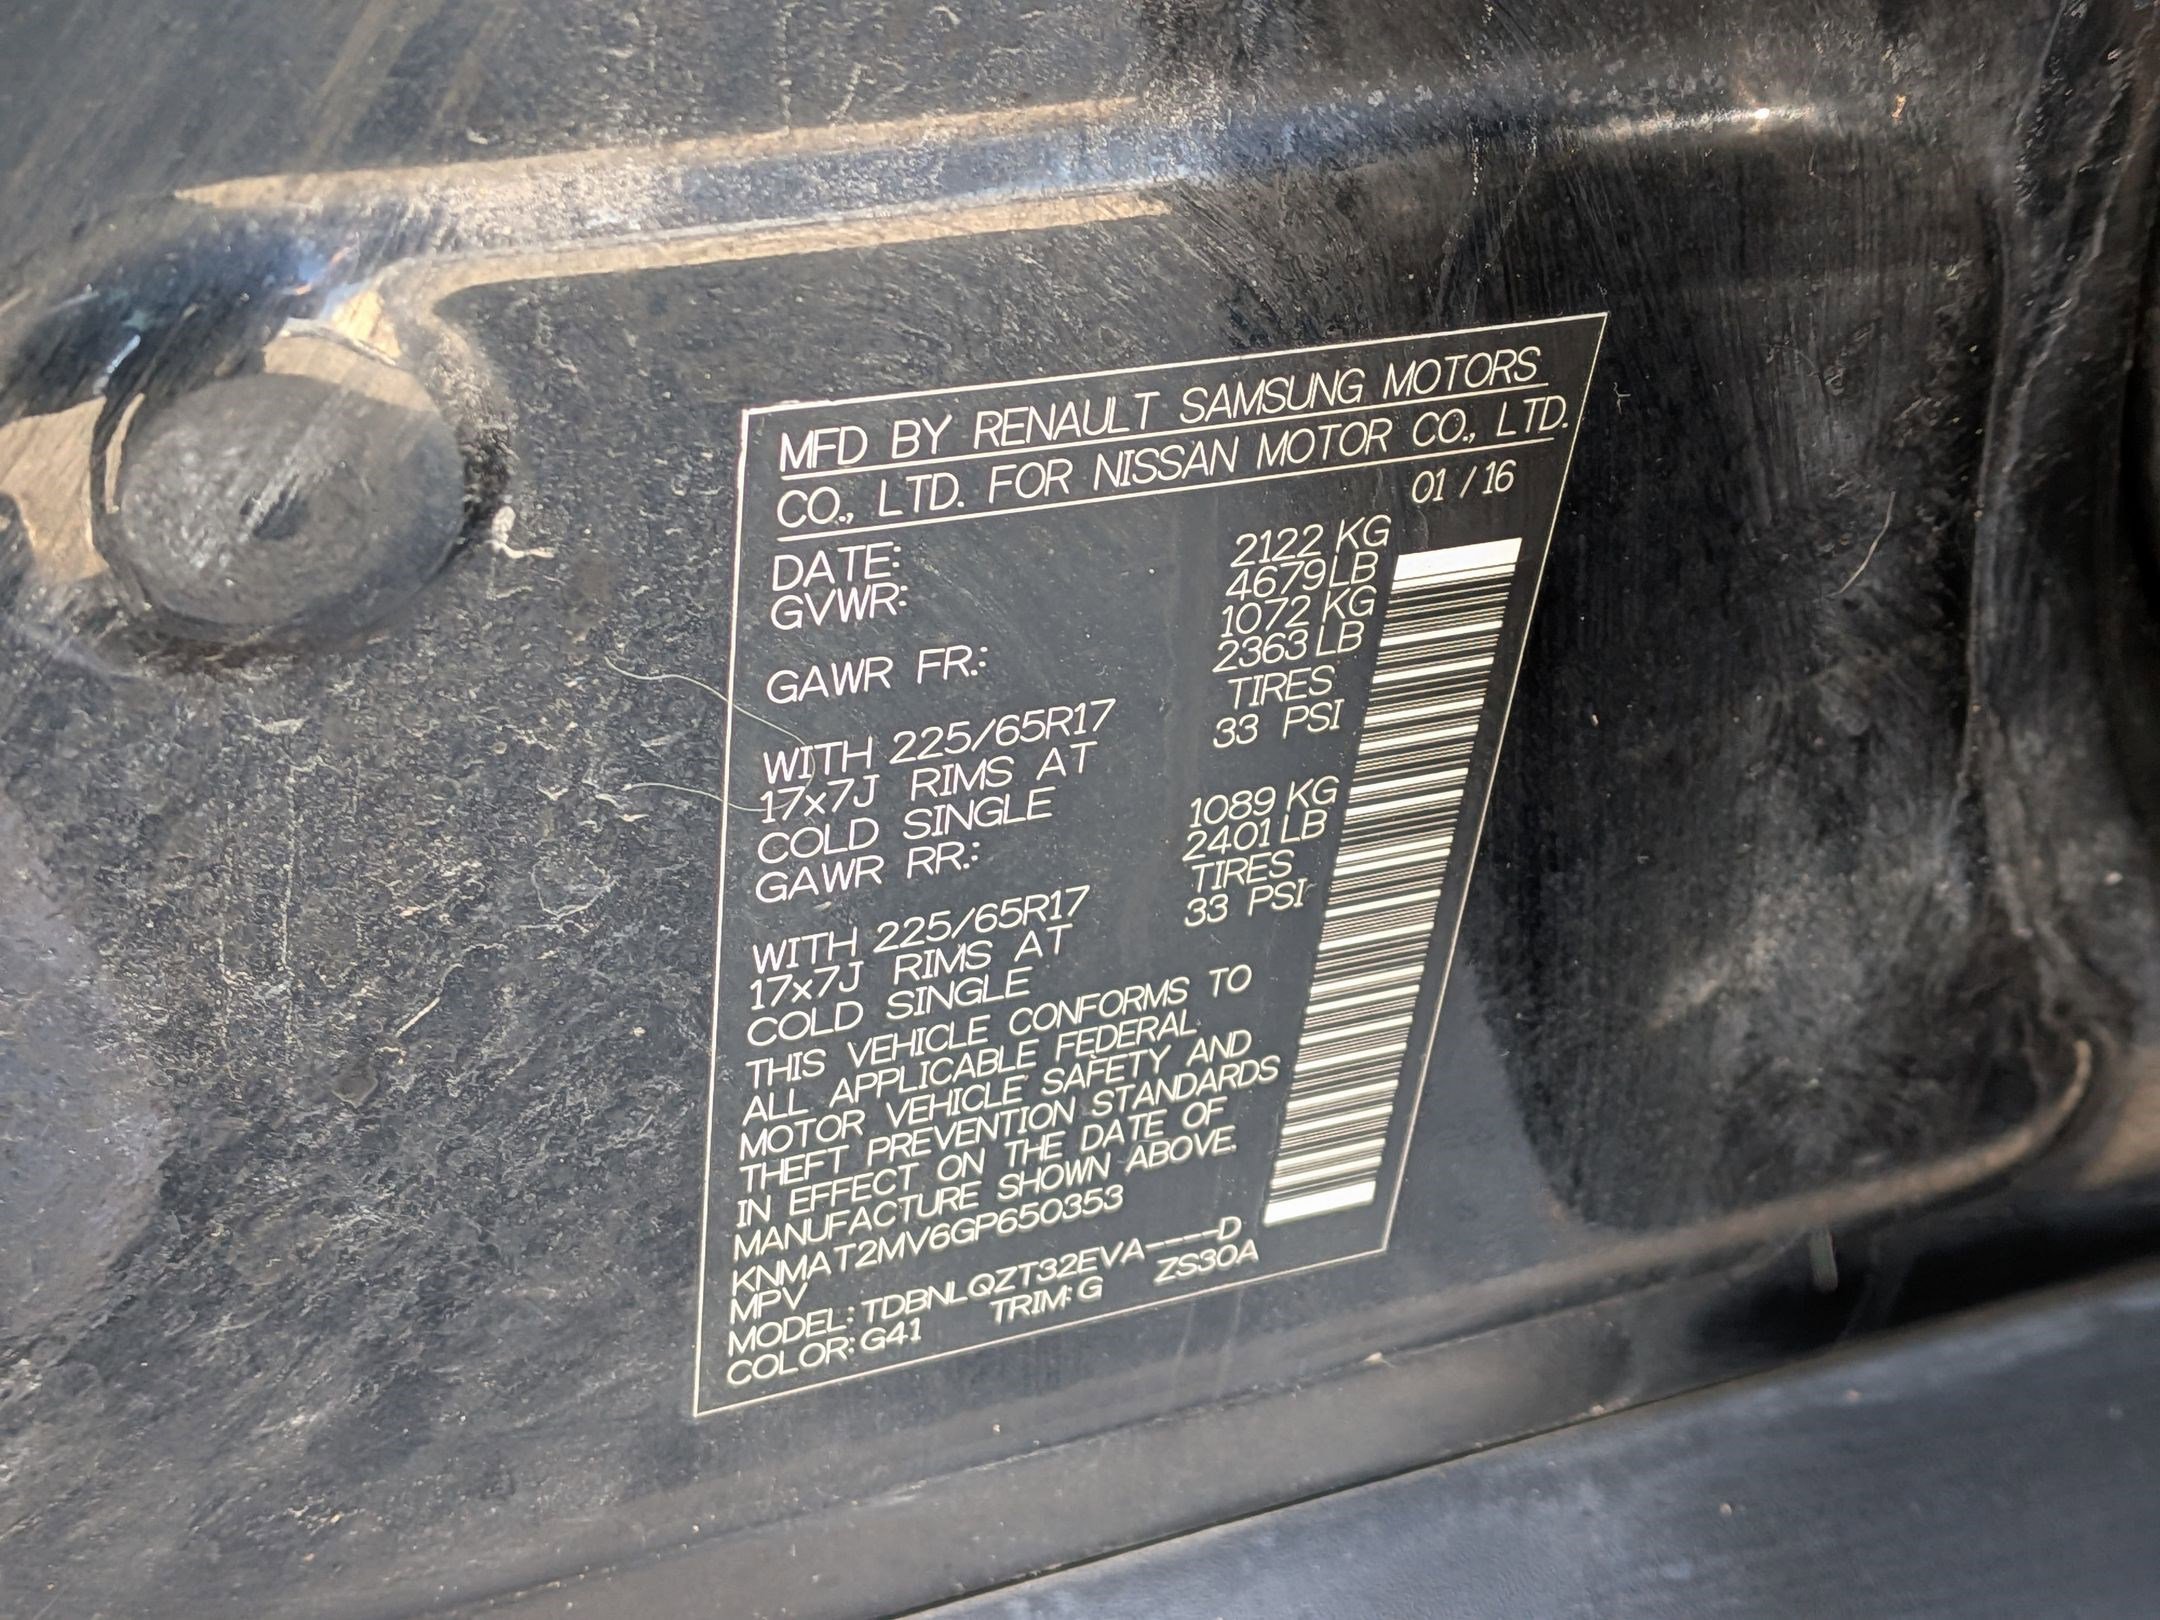 MFD BY RENAULT SAMSUNG MOTORS
CO., LTD. FOR NISSAN MOTOR CO., LTD.
DATE: 01 / 16
GVWR: 2122 KG
4679 LB
GAWR FR.: 1072 KG
2363 LB
WITH 225/65R17 TIRES
17x7J RIMS AT 33 PSI
COLD SINGLE
GAWR RR.: 1089 KG
2401 LB
WITH 225/65R17 TIRES
17x7J RIMS AT 33 PSI
COLD SINGLE
THIS VEHICLE CONFORMS TO
ALL APPLICABLE FEDERAL
MOTOR VEHICLE SAFETY AND
THEFT PREVENTION STANDARDS
IN EFFECT ON THE DATE OF
MANUFACTURE SHOWN ABOVE.
KNMAT2MV6GP650353
MPV
MODEL: TDBNLQZT32EVA----D
COLOR: G41 TRIM: G ZS30A